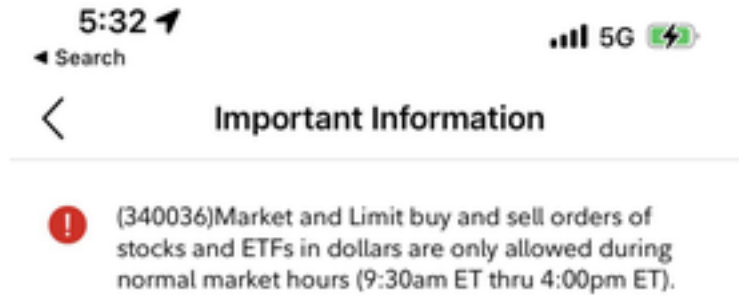 5:32
5G
◀ Search
Important Information
(340036)Market and Limit buy and sell orders of
stocks and ETFs in dollars are only allowed during
normal market hours (9:30am ET thru 4:00pm ET).